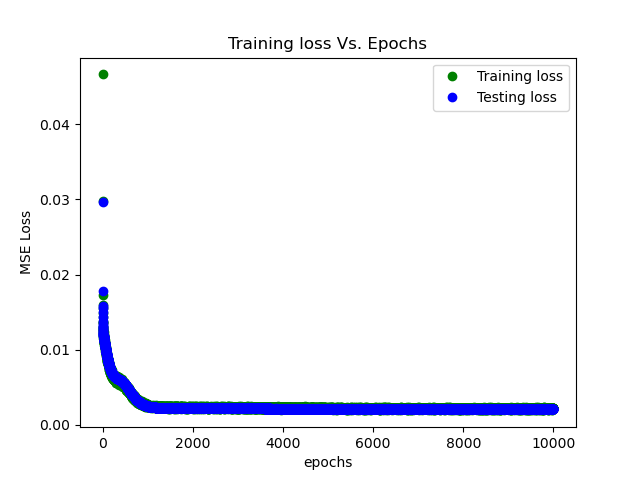 Training loss Vs. Epochs
Training loss
Testing loss
0.04
0.03
0.02
0.01
0.00
MSE Loss
0 2000 4000 6000 8000 10000
epochs